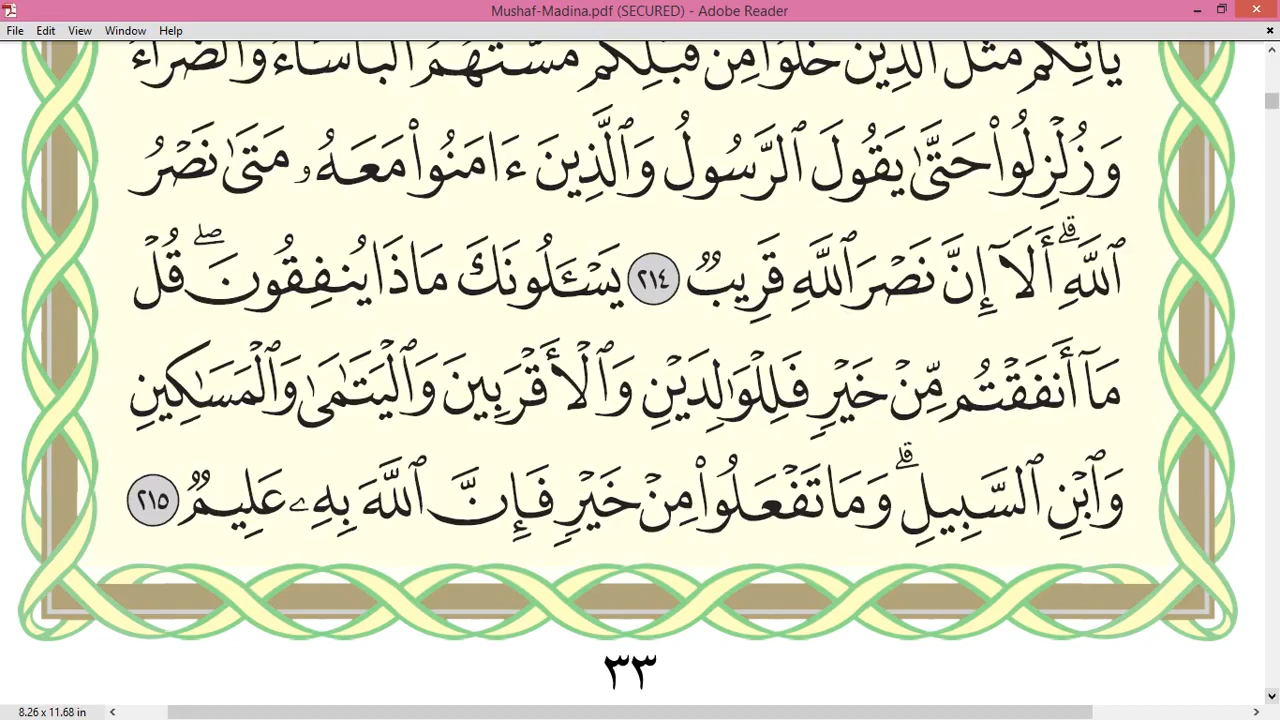 Mushaf-Madina.pdf (SECURED) - Adobe Reader
File Edit View Window Help
يَأْتِكُم مَّثَلُ ٱلَّذِينَ خَلَوْا۟ مِن قَبْلِكُم مَّسَّتْهُمُ ٱلْبَأْسَآءُ وَٱلضَّرَّآءُ
وَزُلْزِلُوا۟ حَتَّىٰ يَقُولَ ٱلرَّسُولُ وَٱلَّذِينَ ءَامَنُوا۟ مَعَهُۥ مَتَىٰ نَصْرُ
ٱللَّهِ ۗ أَلَآ إِنَّ نَصْرَ ٱللَّهِ قَرِيبٌ ٢١٤ يَسْـَٔلُونَكَ مَاذَا يُنفِقُونَ ۖ قُلْ
مَآ أَنفَقْتُم مِّنْ خَيْرٍ فَلِلْوَٰلِدَيْنِ وَٱلْأَقْرَبِينَ وَٱلْيَتَـٰمَىٰ وَٱلْمَسَـٰكِينِ
وَٱبْنِ ٱلسَّبِيلِ ۗ وَمَا تَفْعَلُوا۟ مِنْ خَيْرٍ فَإِنَّ ٱللَّهَ بِهِۦ عَلِيمٌ ٢١٥
٣٣
8.26 x 11.68 in